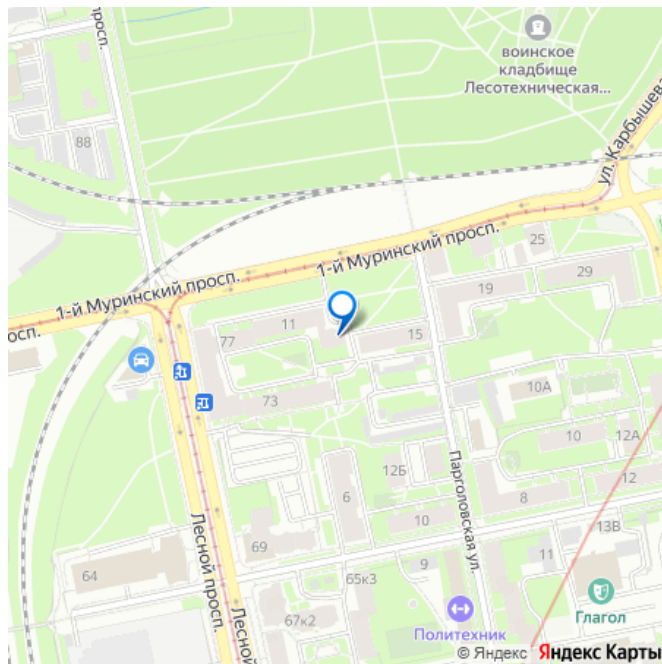 просп.
воинское
кладбище
Лесотехническая...
88
ул. Карбышева
1-й Муринский просп.
1-й Муринский просп.
25
29
19
осп.
77
11
15
73
10А
10
12А
12Б
12
6
8
10
Парголовская ул.
13В
69
9
11
64
65к3
Лесной просп.
Глагол
67к2
Лесной
Политехник
© Яндекс Яндекс Карты